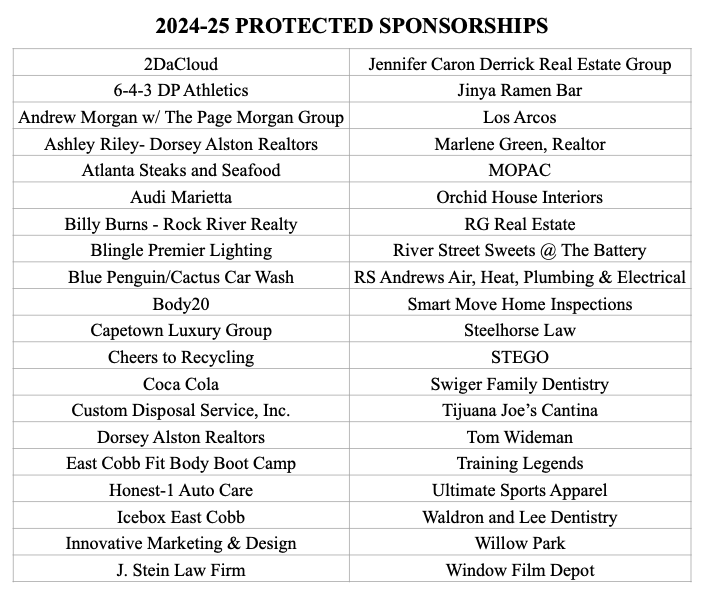 2024-25 PROTECTED SPONSORSHIPS
2DaCloud
Jennifer Caron Derrick Real Estate Group
6-4-3 DP Athletics
Jinya Ramen Bar
Andrew Morgan w/ The Page Morgan Group
Los Arcos
Ashley Riley- Dorsey Alston Realtors
Marlene Green, Realtor
Atlanta Steaks and Seafood
MOPAC
Audi Marietta
Orchid House Interiors
Billy Burns - Rock River Realty
RG Real Estate
Blingle Premier Lighting
River Street Sweets @ The Battery
Blue Penguin/Cactus Car Wash
RS Andrews Air, Heat, Plumbing & Electrical
Body20
Smart Move Home Inspections
Capetown Luxury Group
Steelhorse Law
Cheers to Recycling
STEGO
Coca Cola
Swiger Family Dentistry
Custom Disposal Service, Inc.
Tijuana Joe’s Cantina
Dorsey Alston Realtors
Tom Wideman
East Cobb Fit Body Boot Camp
Training Legends
Honest-1 Auto Care
Ultimate Sports Apparel
Icebox East Cobb
Waldron and Lee Dentistry
Innovative Marketing & Design
Willow Park
J. Stein Law Firm
Window Film Depot